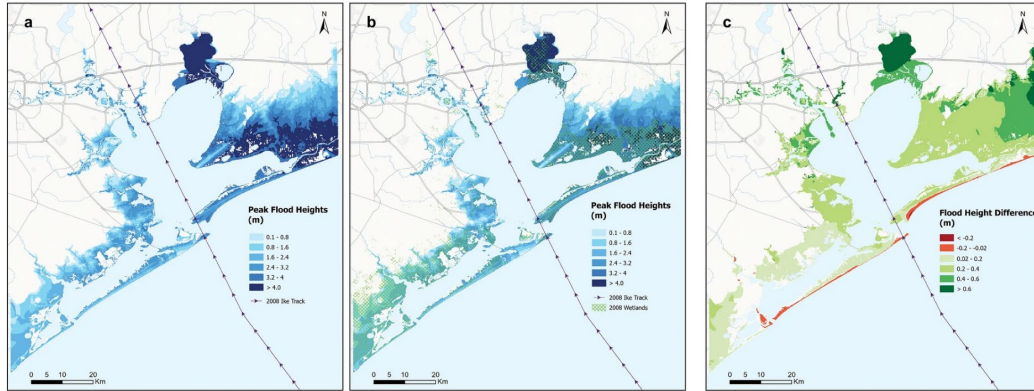 a
N
Peak Flood Heights
(m)
0.1 - 0.8
0.8 - 1.6
1.6 - 2.4
2.4 - 3.2
3.2 - 4
> 4.0
2008 Ike Track
0 5 10 20
Km
b
N
Peak Flood Heights
(m)
0.1 - 0.8
0.8 - 1.6
1.6 - 2.4
2.4 - 3.2
3.2 - 4
> 4.0
2008 Ike Track
2008 Wetlands
0 5 10 20
Km
c
N
Flood Height Difference
(m)
< -0.2
-0.2 - -0.02
0.02 - 0.2
0.2 - 0.4
0.4 - 0.6
> 0.6
0 5 10 20
Km